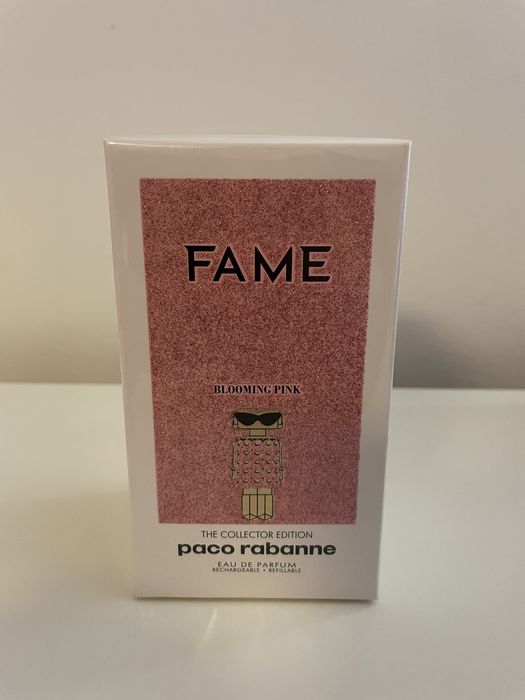 FAME
BLOOMING PINK
THE COLLECTOR EDITION
paco rabanne
EAU DE PARFUM
RECHARGEABLE • REFILLABLE